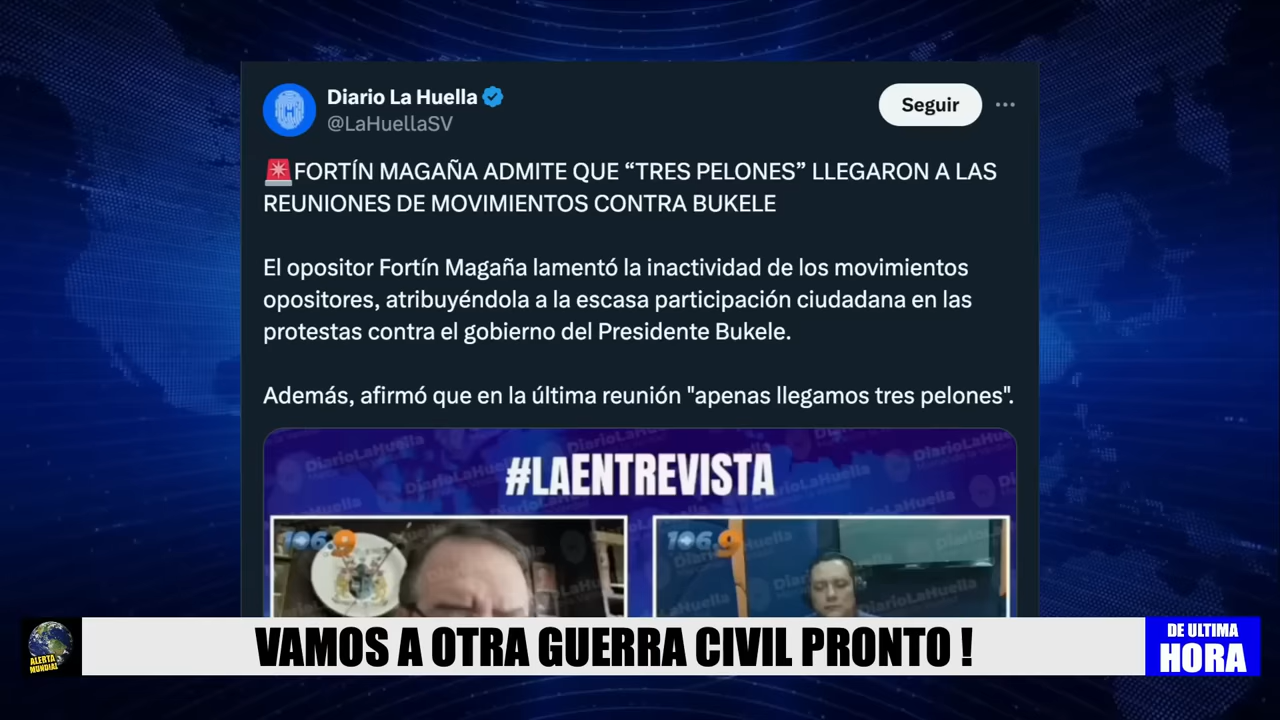 Diario La Huella
@LaHuellaSV
Seguir
🚨FORTÍN MAGAÑA ADMITE QUE “TRES PELONES” LLEGARON A LAS
REUNIONES DE MOVIMIENTOS CONTRA BUKELE
El opositor Fortín Magaña lamentó la inactividad de los movimientos
opositores, atribuyéndola a la escasa participación ciudadana en las
protestas contra el gobierno del Presidente Bukele.
Además, afirmó que en la última reunión "apenas llegamos tres pelones".
#LAENTREVISTA
106.9
106.9
ALERTA
MUNDIAL
VAMOS A OTRA GUERRA CIVIL PRONTO !
DE ULTIMA
HORA